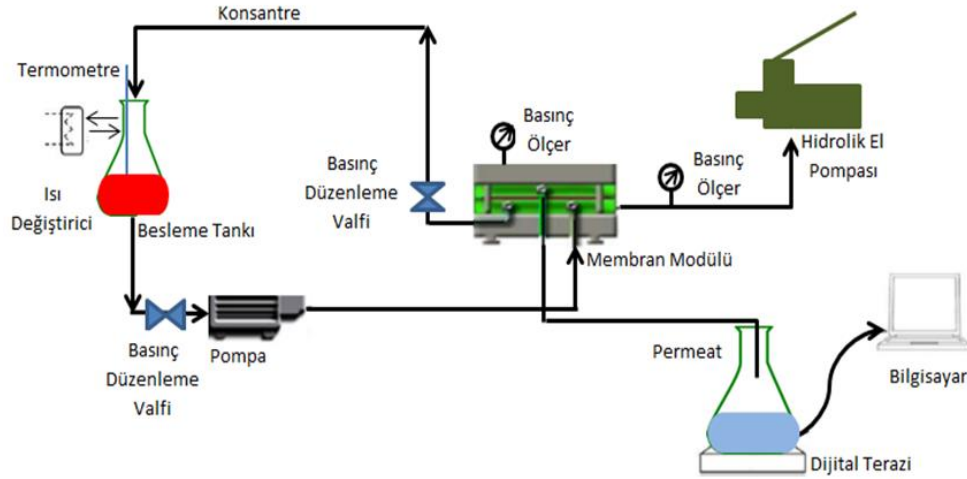 Konsantre
Termometre
Basınç
Ölçer
Basınç
Ölçer
Hidrolik El
Pompası
Basınç
Düzenleme
Valfi
Isı
Değiştirici
Besleme Tankı
Membran Modülü
Basınç
Düzenleme
Valfi
Pompa
Permeat
Bilgisayar
Dijital Terazi